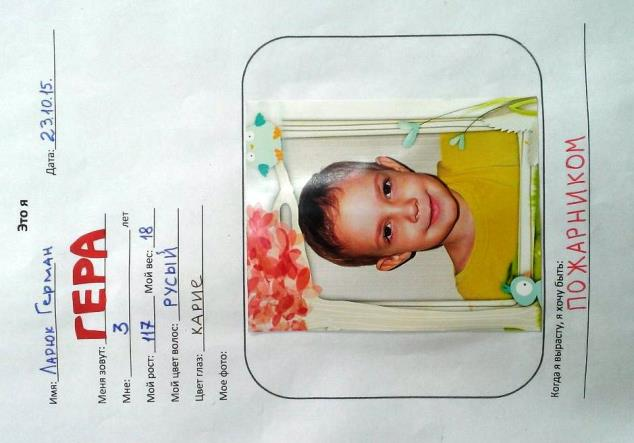 Это я
Имя: Ларюк Герман Дата: 23.10.15.
Меня зовут: ГЕРА
Мне: 3 лет
Мой рост: 117 Мой вес: 18
Мой цвет волос: РУСЫЙ
Цвет глаз: КАРИЕ
Мое фото:
Когда я вырасту, я хочу быть:
ПОЖАРНИКОМ